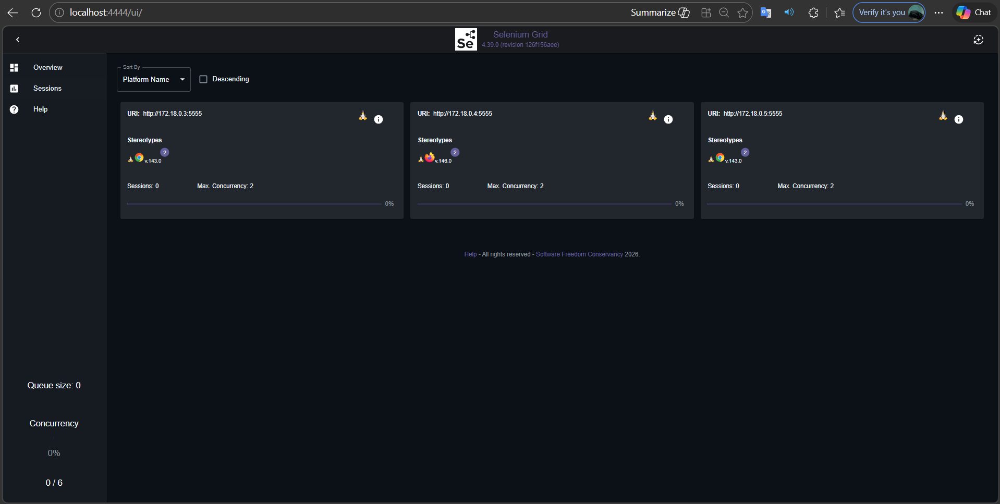 localhost:4444/ui/
Summarize
Verify it's you
Chat
Se
Selenium Grid
4.39.0 (revision 126f156aee)
Overview
Sessions
Help
Sort By
Platform Name
Descending
URI: http://172.18.0.3:5555
Stereotypes
2
v.143.0
Sessions: 0
Max. Concurrency: 2
0%
URI: http://172.18.0.4:5555
Stereotypes
2
v.146.0
Sessions: 0
Max. Concurrency: 2
0%
URI: http://172.18.0.5:5555
Stereotypes
2
v.143.0
Sessions: 0
Max. Concurrency: 2
0%
Help - All rights reserved - Software Freedom Conservancy 2026.
Queue size: 0
Concurrency
0%
0 / 6